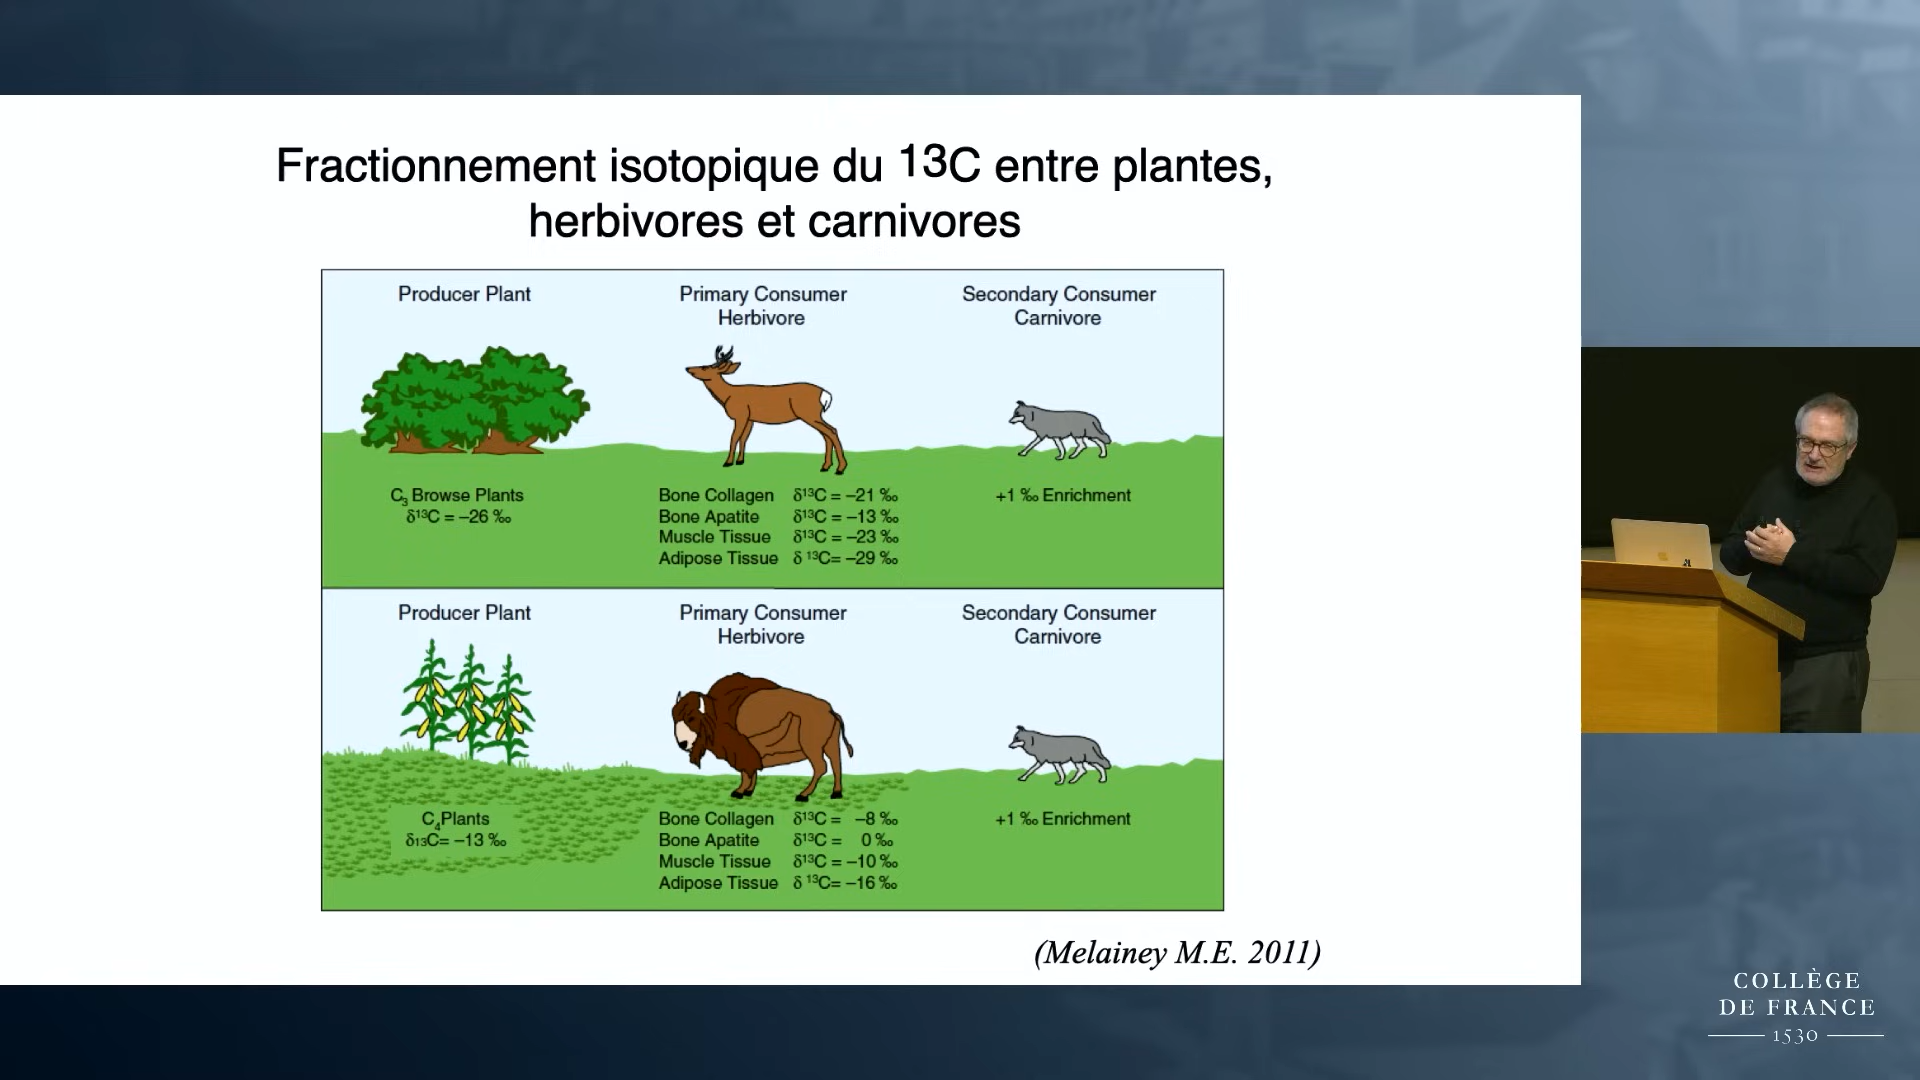 Fractionnement isotopique du 13C entre plantes,
herbivores et carnivores
Producer Plant
Primary Consumer
Herbivore
Secondary Consumer
Carnivore
C₃ Browse Plants
δ¹³C = –26 ‰
Bone Collagen δ¹³C = –21 ‰
Bone Apatite δ¹³C = –13 ‰
Muscle Tissue δ¹³C = –23 ‰
Adipose Tissue δ ¹³C= –29 ‰
+1 ‰ Enrichment
Producer Plant
Primary Consumer
Herbivore
Secondary Consumer
Carnivore
C₄Plants
δ13C= –13 ‰
Bone Collagen δ¹³C = –8 ‰
Bone Apatite δ¹³C = 0 ‰
Muscle Tissue δ¹³C = –10 ‰
Adipose Tissue δ ¹³C= –16 ‰
+1 ‰ Enrichment
(Melainey M.E. 2011)
COLLÈGE
DE FRANCE
1530